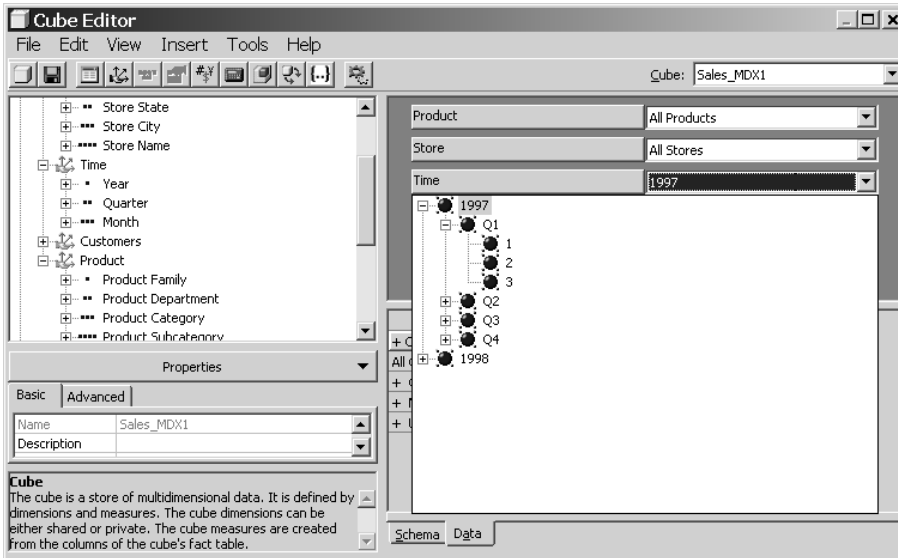 Cube Editor
File Edit View Insert Tools Help
Cube: Sales_MDX1
Store State
Store City
Store Name
Time
Year
Quarter
Month
Customers
Product
Product Family
Product Department
Product Category
Product Subcategory
Properties
Basic Advanced
Name Sales_MDX1
Description
Cube
The cube is a store of multidimensional data. It is defined by
dimensions and measures. The cube dimensions can be
either shared or private. The cube measures are created
from the columns of the cube's fact table.
Product All Products
Store All Stores
Time 1997
1997
Q1
1
2
3
Q2
Q3
Q4
1998
All
Schema Data